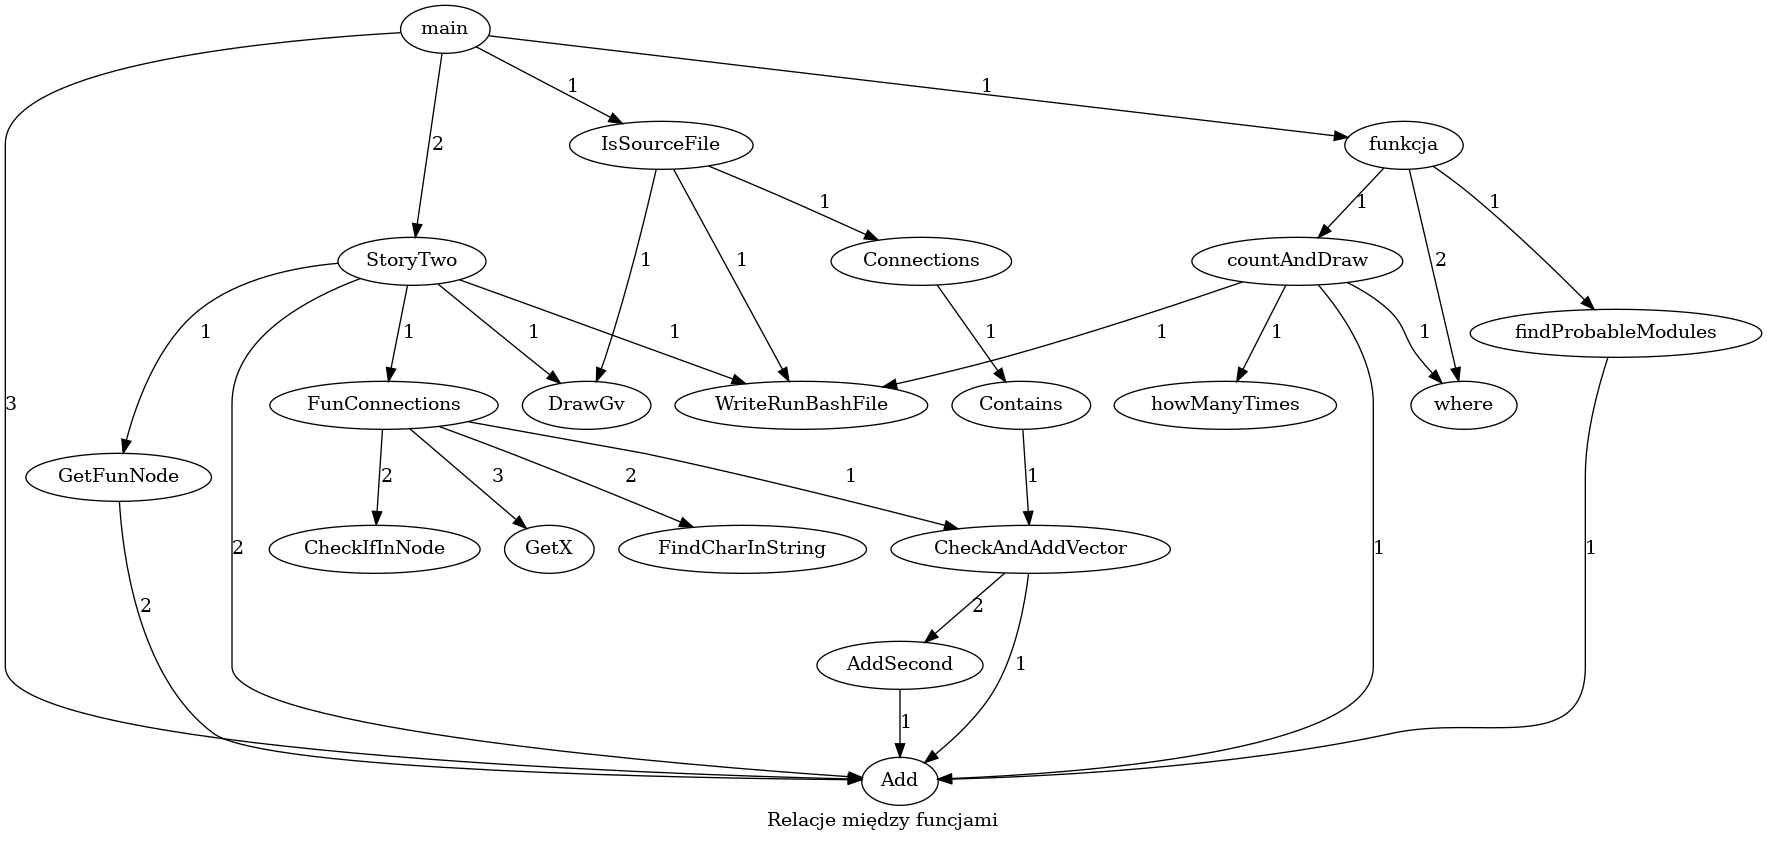 main
1
1
2
IsSourceFile
funkcja
1
1
1
StoryTwo
1
1
Connections
countAndDraw
2
1
1
1
1
1
1
1
1
findProbableModules
3
FunConnections
DrawGv
WriteRunBashFile
Contains
howManyTimes
where
GetFunNode
2
3
2
1
1
2
CheckIfInNode
GetX
FindCharInString
CheckAndAddVector
1
1
2
2
AddSecond
1
1
Add
Relacje między funcjami